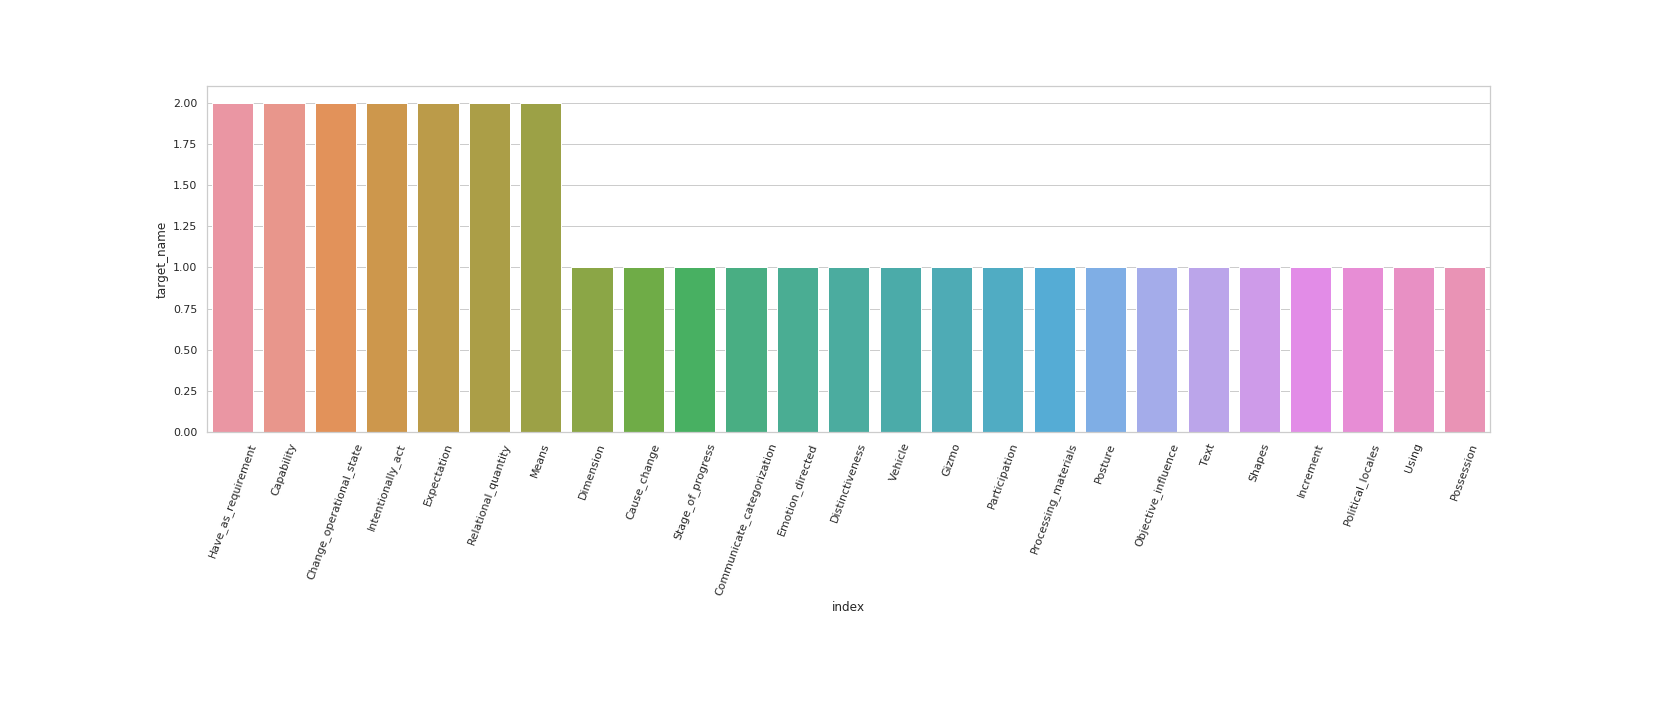 target_name
2.00
1.75
1.50
1.25
1.00
0.75
0.50
0.25
0.00
Have_as_requirement
Capability
Change_operational_state
Intentionally_act
Expectation
Relational_quantity
Means
Dimension
Cause_change
Stage_of_progress
Communicate_categorization
Emotion_directed
Distinctiveness
Vehicle
Gizmo
Participation
Processing_materials
Posture
Objective_influence
Text
Shapes
Increment
Political_locales
Using
Possession
index